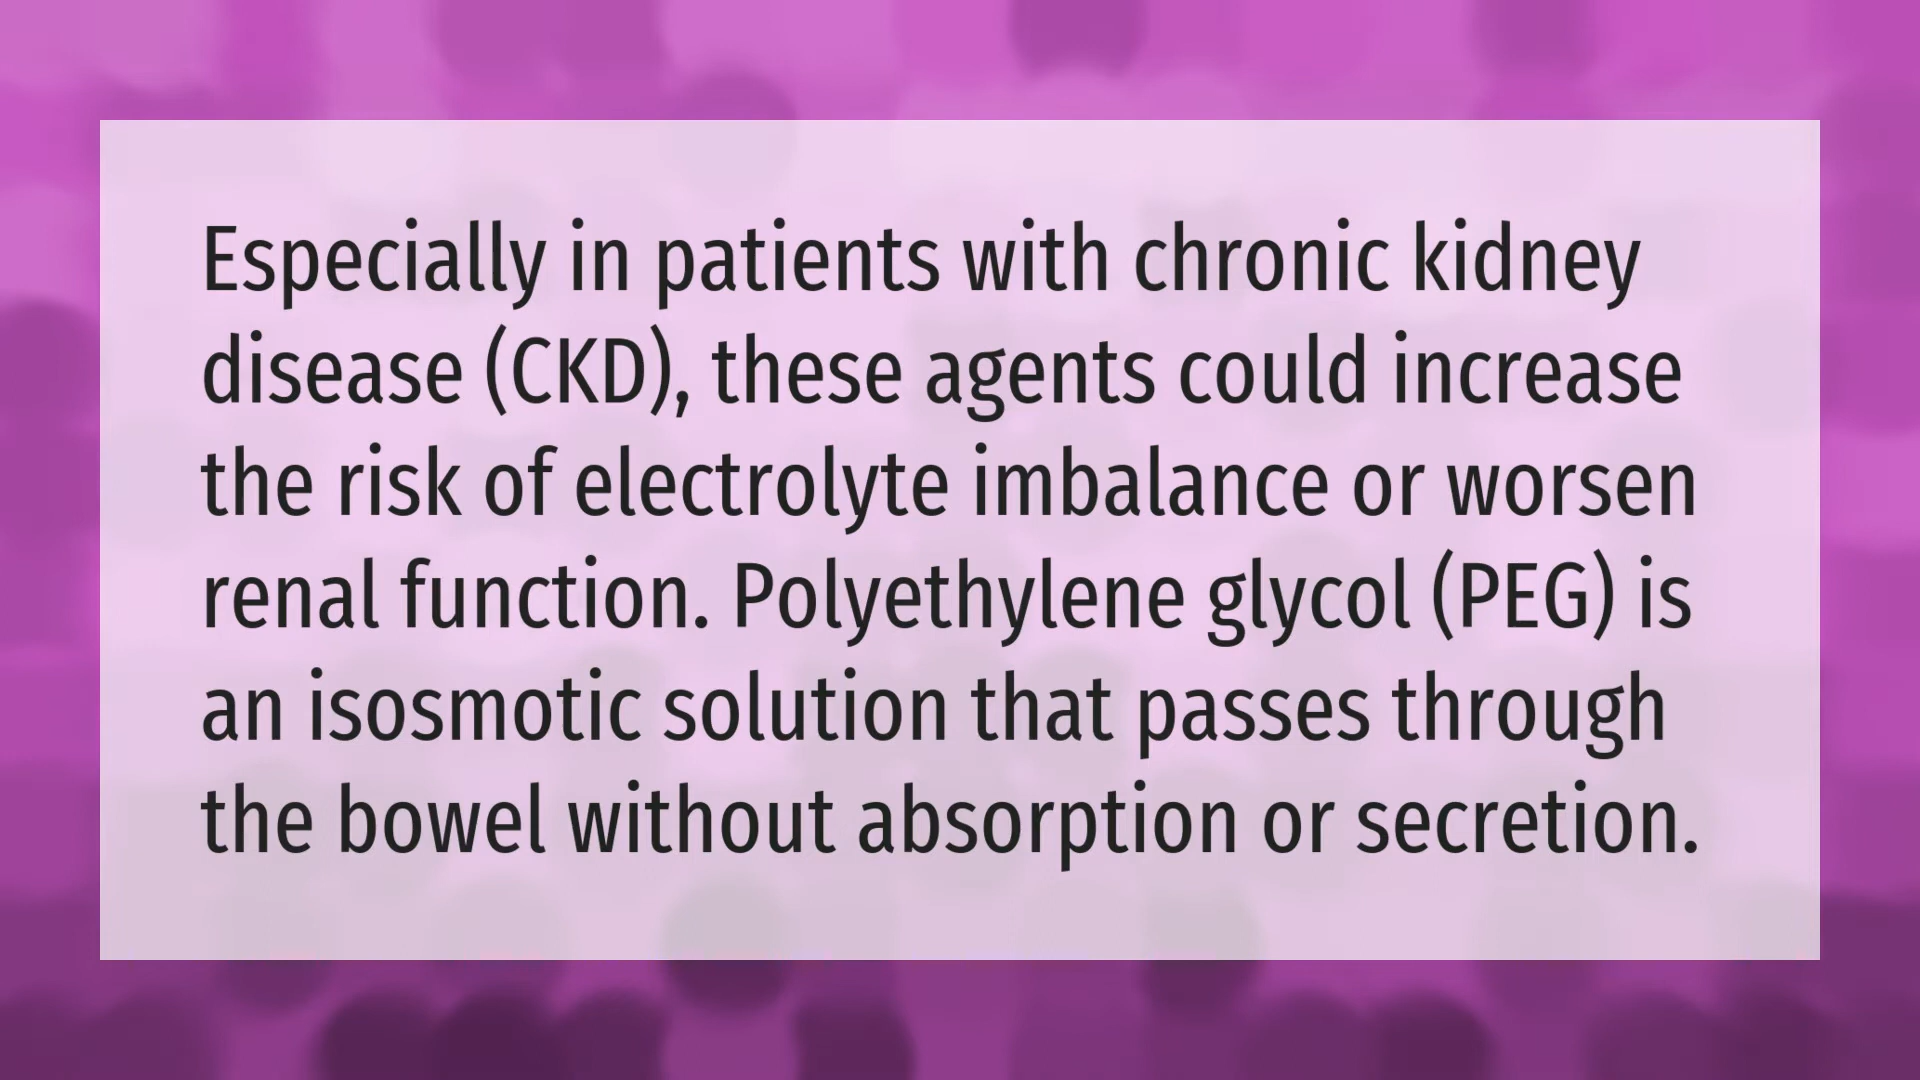 Especially in patients with chronic kidney
disease (CKD), these agents could increase
the risk of electrolyte imbalance or worsen
renal function. Polyethylene glycol (PEG) is
an isosmotic solution that passes through
the bowel without absorption or secretion.